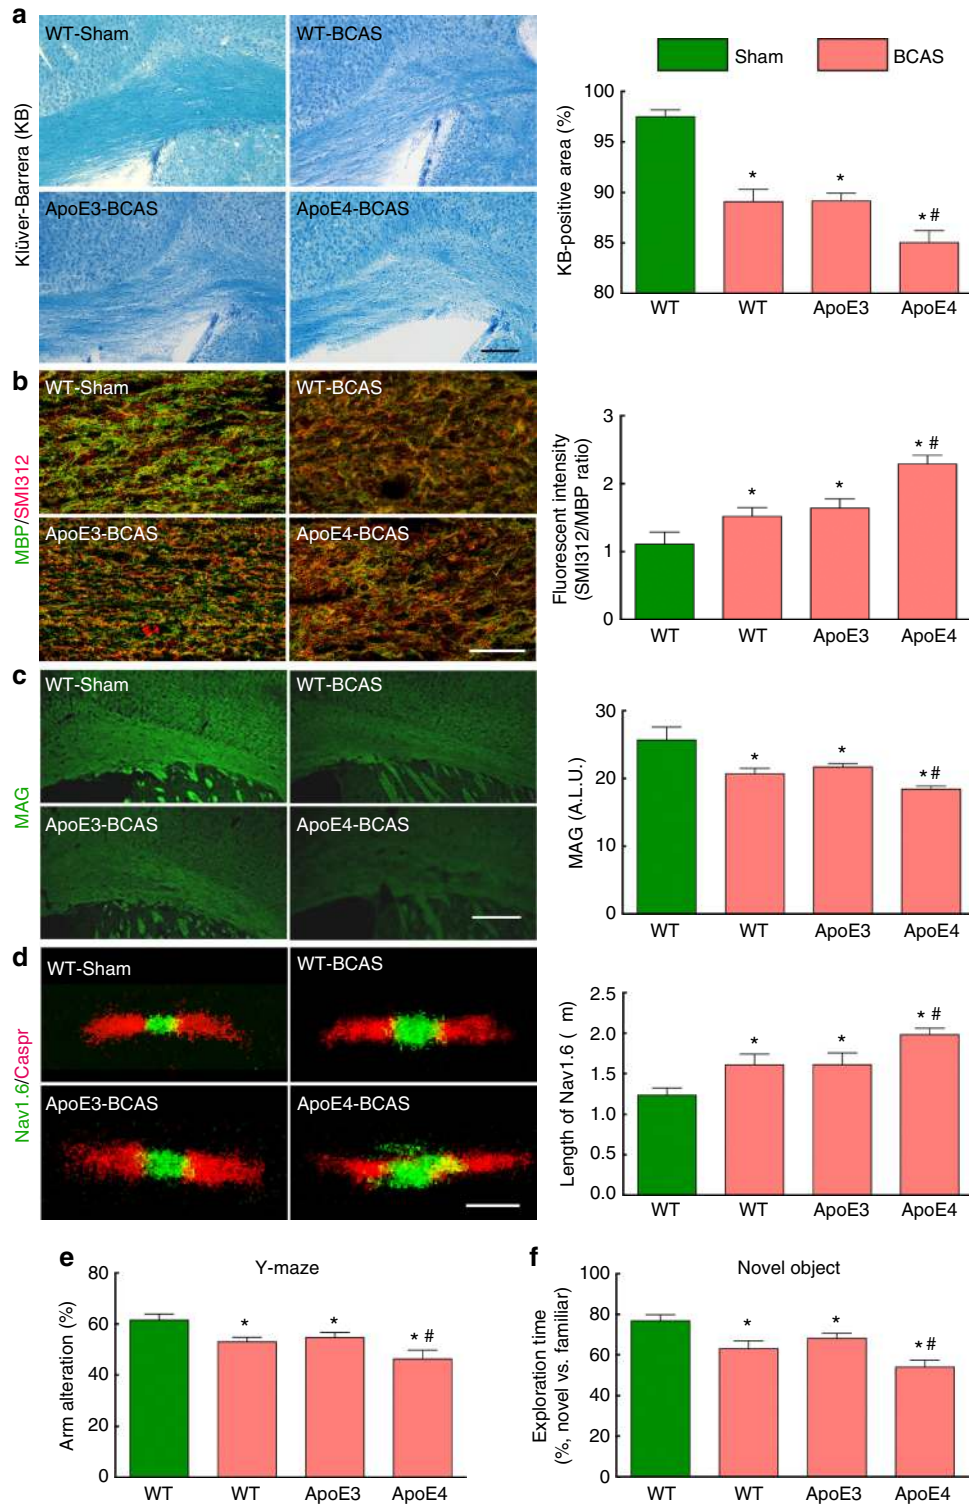 a
Klüver-Barrera (KB)
WT-Sham
WT-BCAS
ApoE3-BCAS
ApoE4-BCAS
Sham
BCAS
KB-positive area (%)
100
95
90
85
80
*
*
* #
WT
WT
ApoE3
ApoE4
b
MBP/SMI312
WT-Sham
WT-BCAS
ApoE3-BCAS
ApoE4-BCAS
Fluorescent intensity
(SMI312/MBP ratio)
3
2
1
0
*
*
* #
WT
WT
ApoE3
ApoE4
c
MAG
WT-Sham
WT-BCAS
ApoE3-BCAS
ApoE4-BCAS
MAG (A.L.U.)
30
20
10
0
*
*
* #
WT
WT
ApoE3
ApoE4
d
Nav1.6/Caspr
WT-Sham
WT-BCAS
ApoE3-BCAS
ApoE4-BCAS
Length of Nav1.6 ( m)
2.5
2.0
1.5
1.0
0.5
0.0
*
*
* #
WT
WT
ApoE3
ApoE4
e
Y-maze
Arm alteration (%)
80
60
40
20
0
*
*
* #
WT
WT
ApoE3
ApoE4
f
Novel object
Exploration time
(%, novel vs. familiar)
100
80
60
40
20
0
*
*
* #
WT
WT
ApoE3
ApoE4